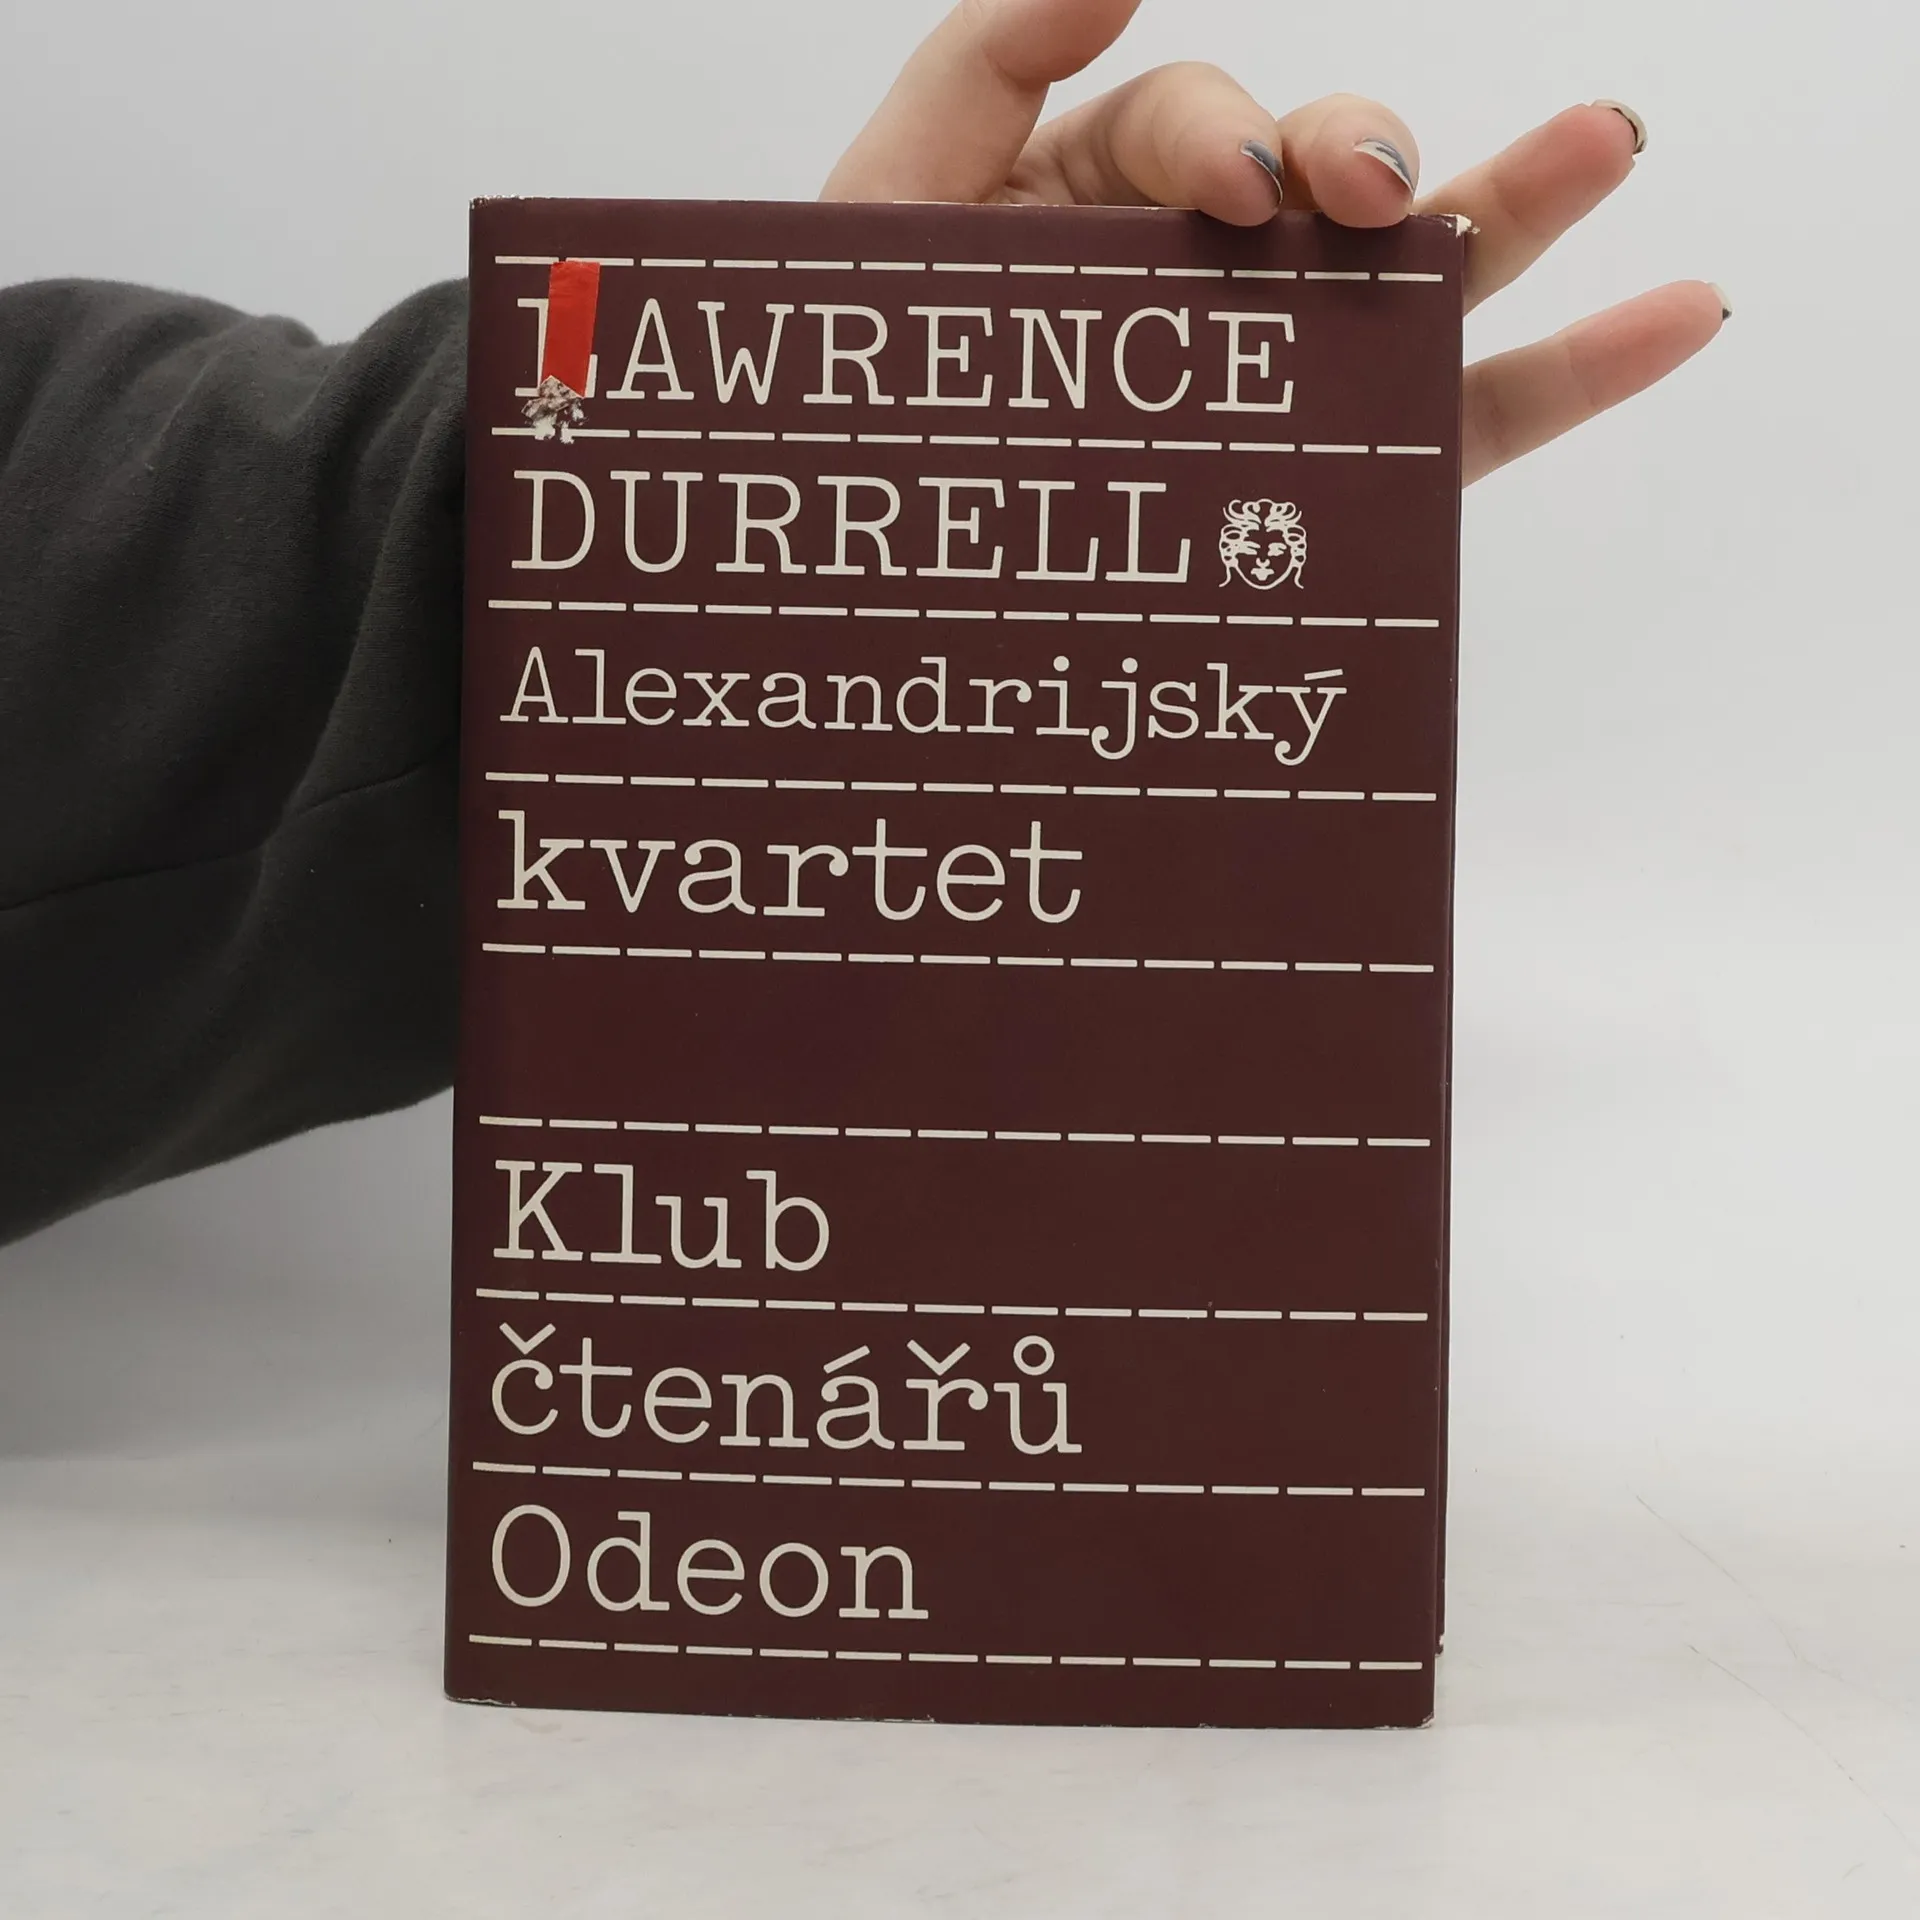 LAWRENCE
DURRELL
Alexandrijský
kvartet
Klub
čtenářů
Odeon